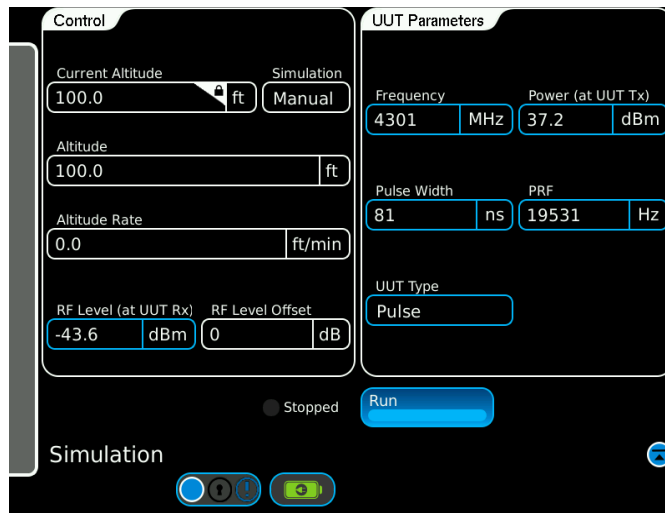 Control
Current Altitude
Simulation
100.0 ft
Manual
Altitude
100.0 ft
Altitude Rate
0.0 ft/min
RF Level (at UUT Rx)
RF Level Offset
-43.6 dBm
0 dB
UUT Parameters
Frequency
Power (at UUT Tx)
4301 MHz
37.2 dBm
Pulse Width
PRF
81 ns
19531 Hz
UUT Type
Pulse
Stopped
Run
Simulation